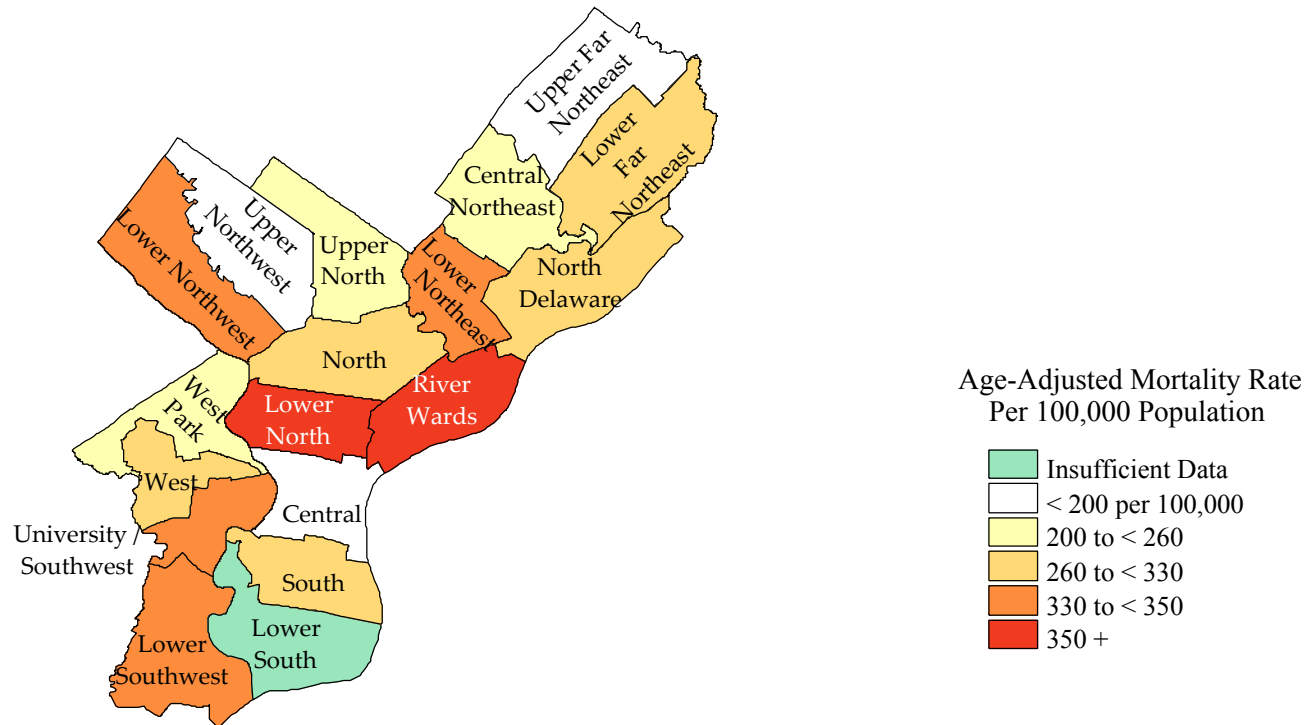 Upper Far
Northeast
Lower
Far
Northeast
Central
Northeast
Upper
Northwest
Lower Northwest
Upper
North
Lower
Northeast
North
Delaware
North
River
Wards
Lower
North
West
Park
West
University
Southwest
Central
South
Lower
South
Lower
Southwest
Age-Adjusted Mortality Rate
Per 100,000 Population
Insufficient Data
< 200 per 100,000
200 to < 260
260 to < 330
330 to < 350
350 +